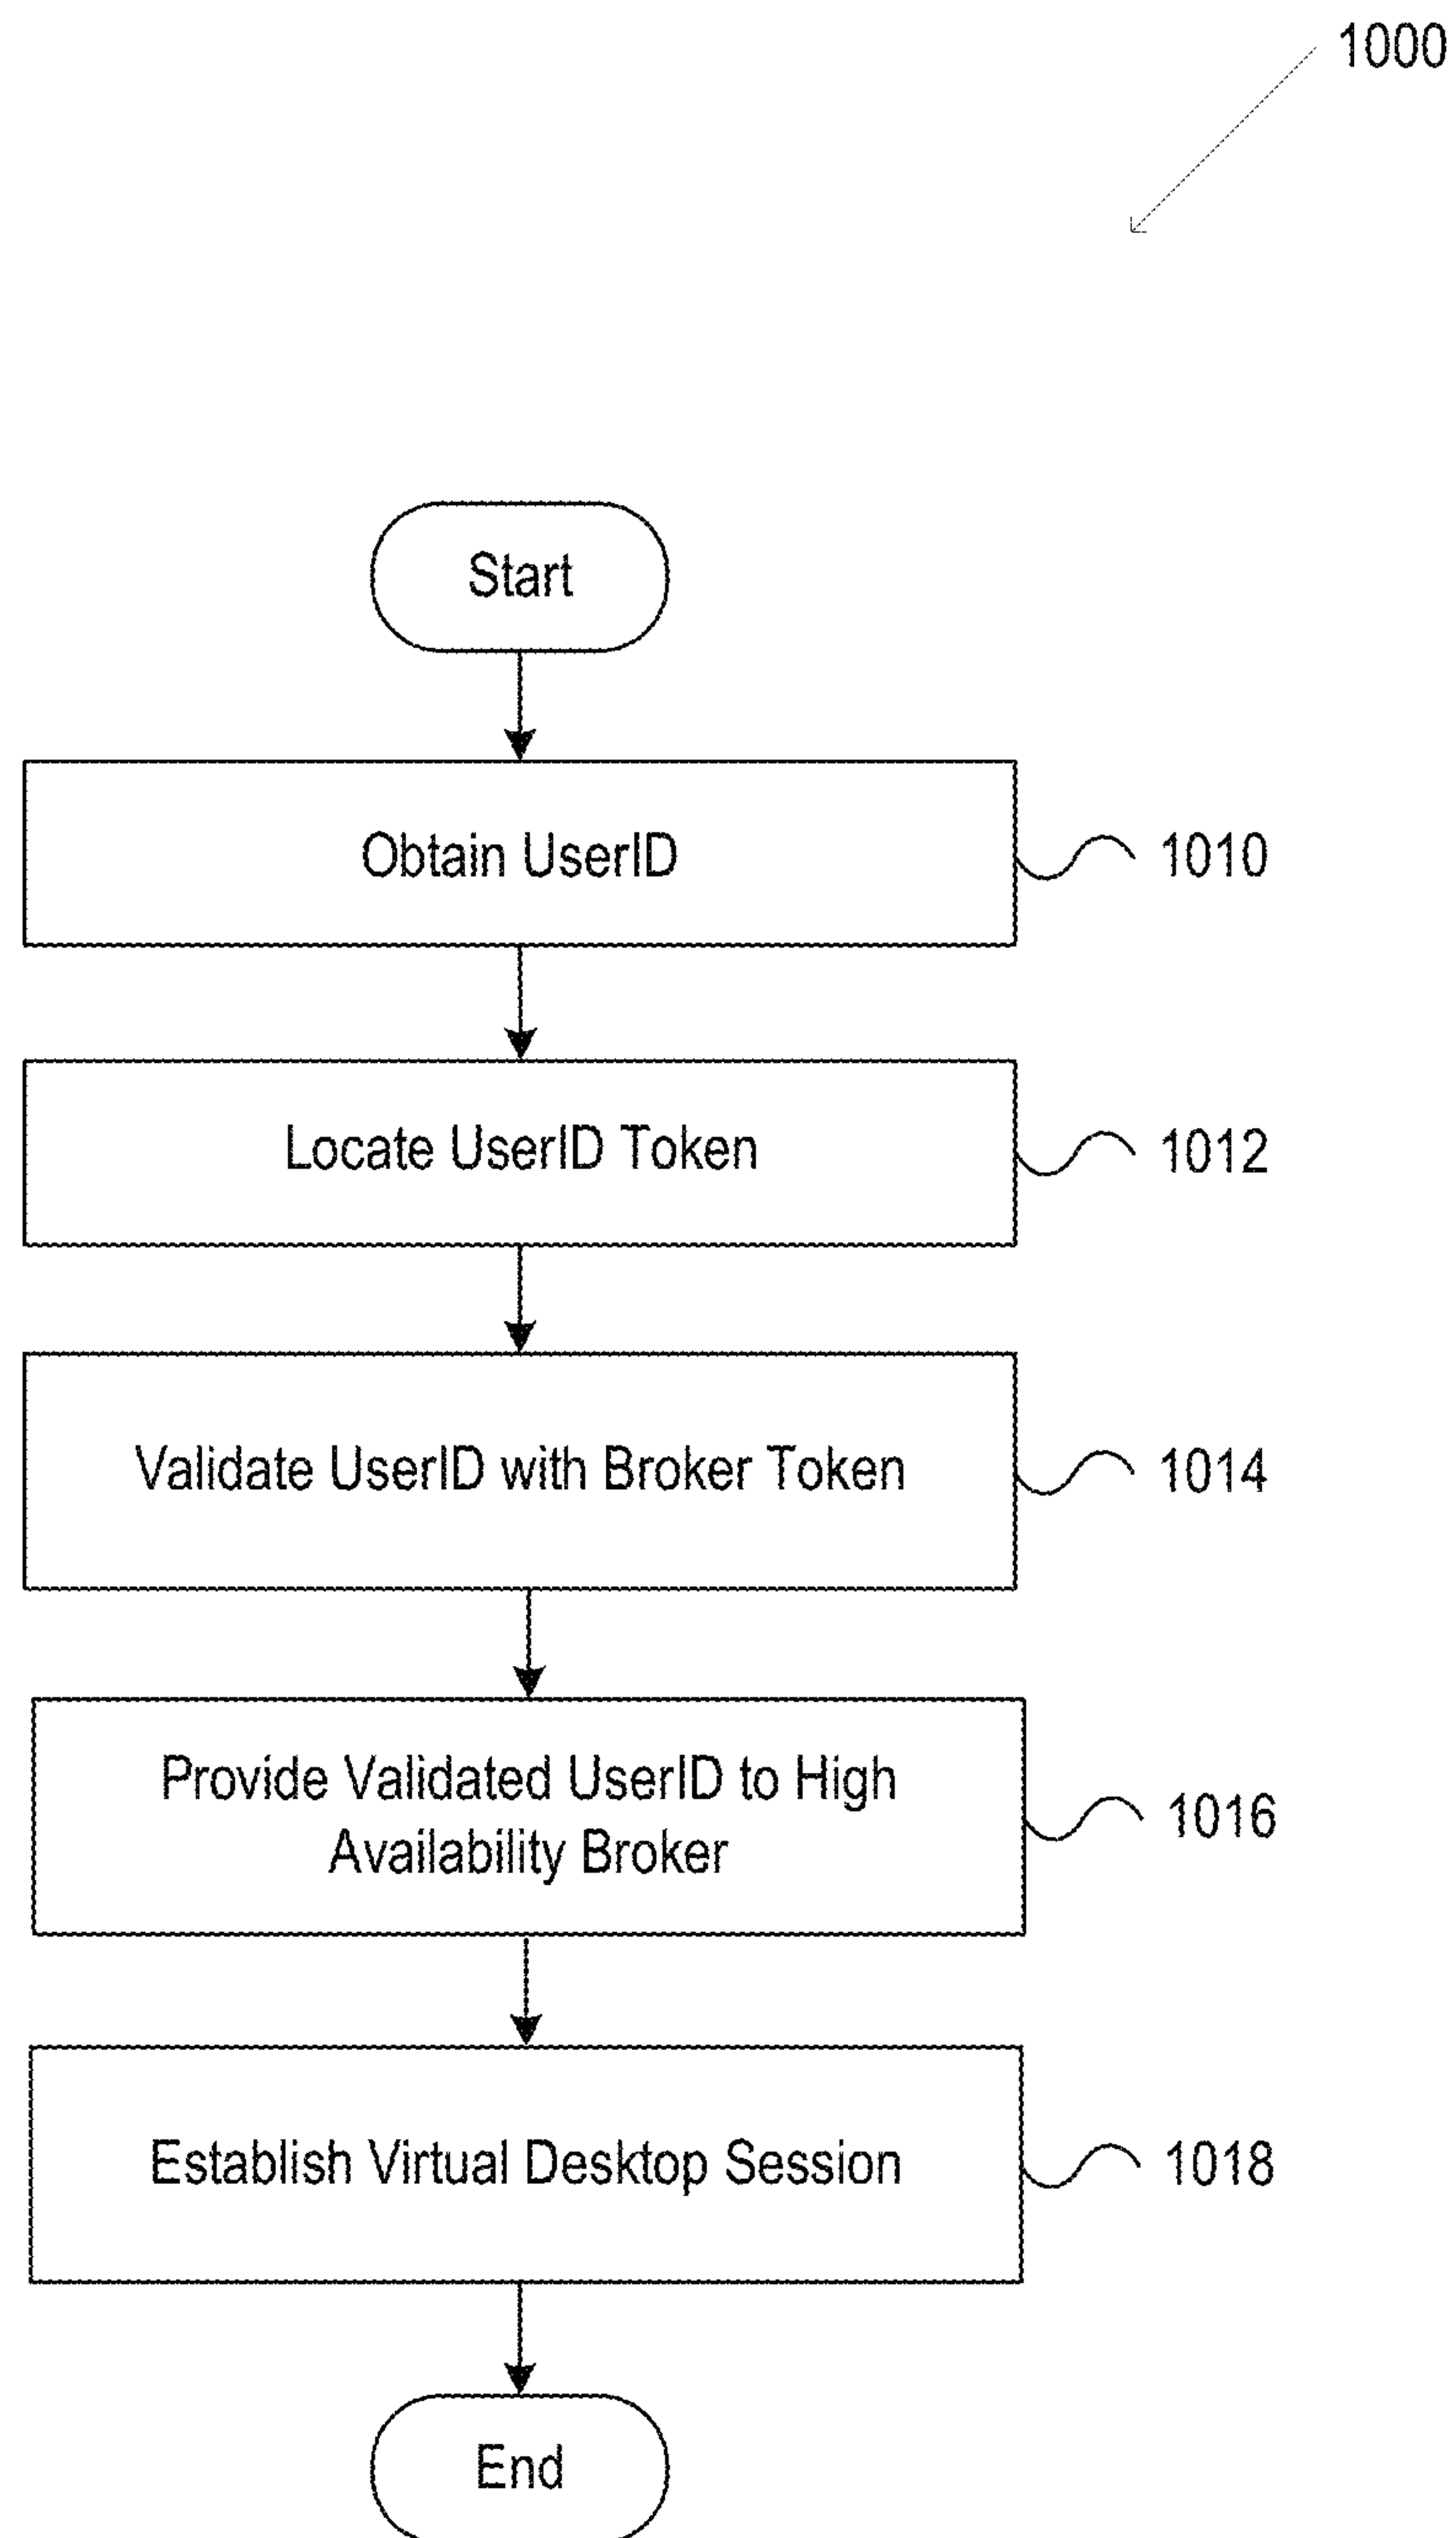 1000
Start
Obtain UserID
1010
Locate UserID Token
1012
Validate UserID with Broker Token
1014
Provide Validated UserID to High
Availability Broker
1016
Establish Virtual Desktop Session
1018
End